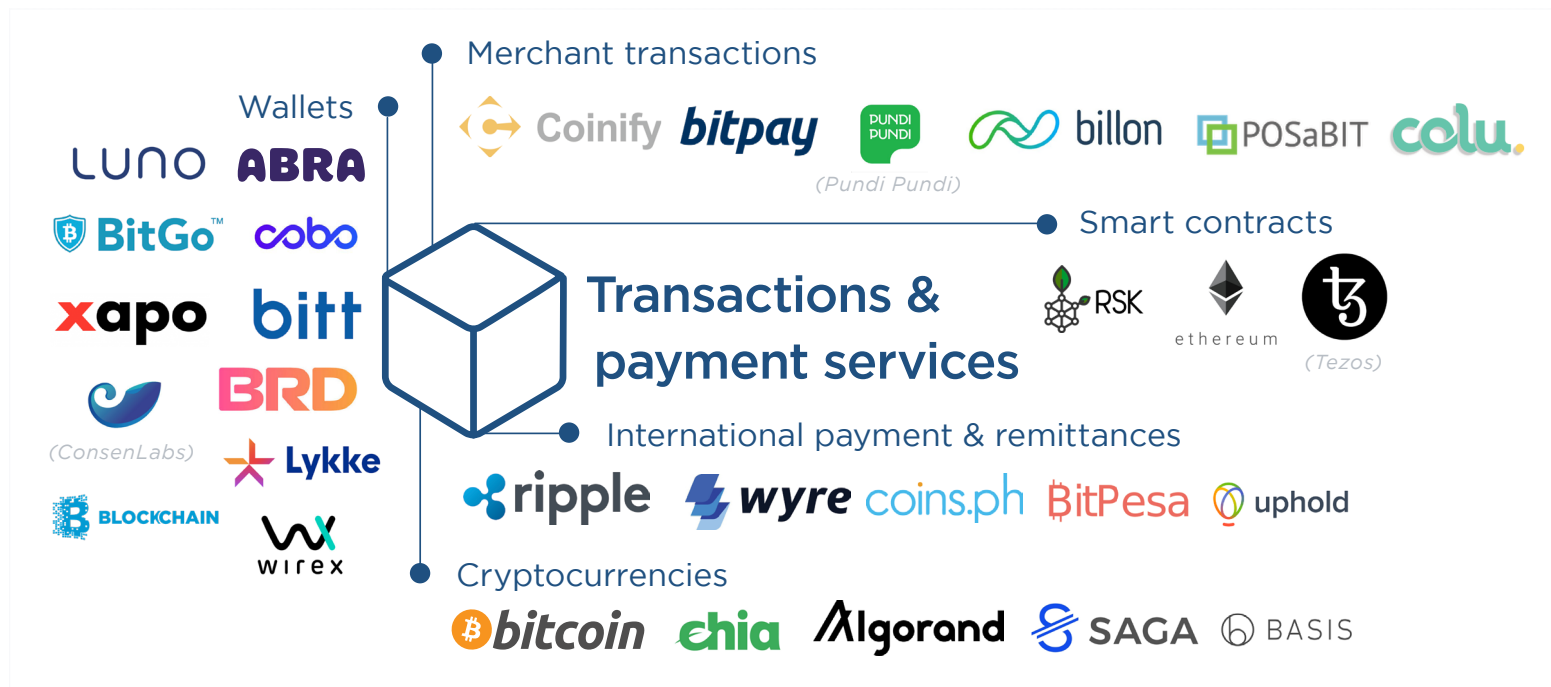 Merchant transactions
Coinify bitpay PUNDI PUNDI billon POSaBIT colu.
(Pundi Pundi)
Wallets
LUNO ABRA
BitGo™ cobo
xapo bitt
BRD
(ConsenLabs)
Lykke
BLOCKCHAIN
wirex
Smart contracts
RSK ethereum
(Tezos)
Transactions &
payment services
International payment & remittances
ripple wyre coins.ph BitPesa uphold
Cryptocurrencies
bitcoin chia Algorand SAGA BASIS